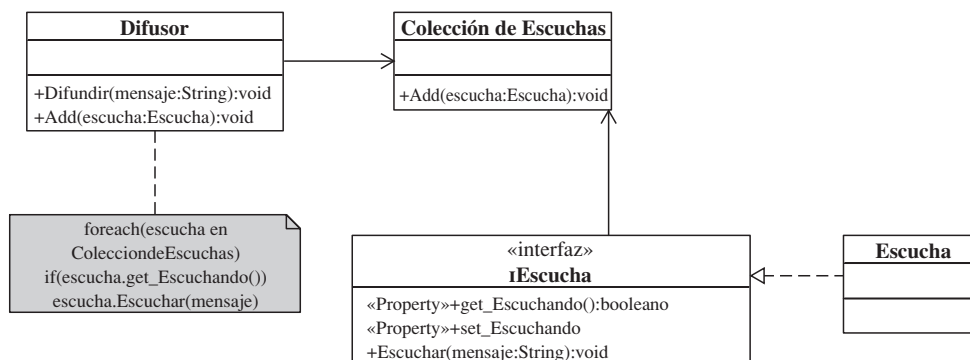 Difusor
+Difundir(mensaje:String):void
+Add(escucha:Escucha):void
Colección de Escuchas
+Add(escucha:Escucha):void
foreach(escucha en
ColecciondeEscuchas)
if(escucha.get_Escuchando())
escucha.Escuchar(mensaje)
«interfaz»
IEscucha
«Property»+get_Escuchando():booleano
«Property»+set_Escuchando
+Escuchar(mensaje:String):void
Escucha